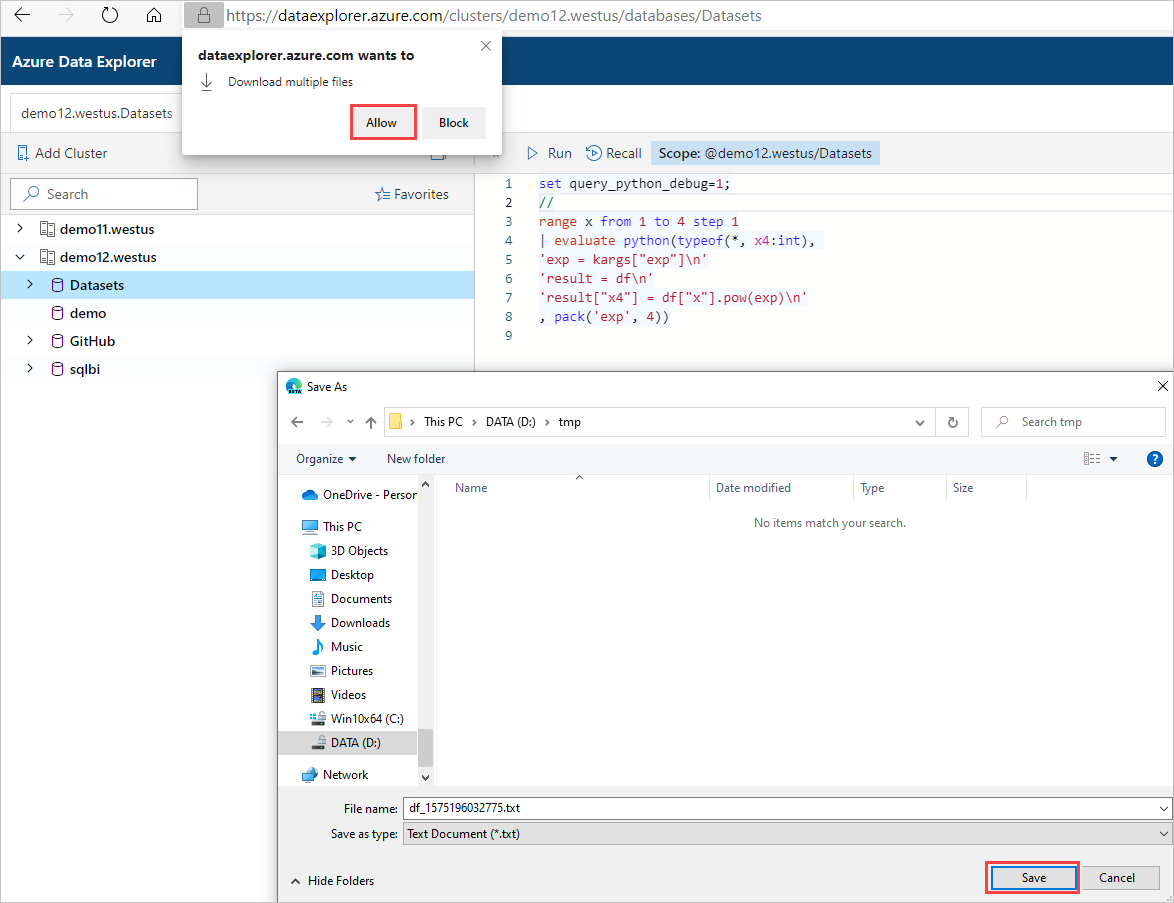 https://dataexplorer.azure.com/clusters/demo12.westus/databases/Datasets
dataexplorer.azure.com wants to
Download multiple files
Allow
Block
Azure Data Explorer
demo12.westus.Datasets
Add Cluster
Run
Recall
Scope: @demo12.westus/Datasets
Search
Favorites
demo11.westus
demo12.westus
Datasets
demo
GitHub
sqlbi
1 set query_python_debug=1;
2 //
3 range x from 1 to 4 step 1
4 | evaluate python(typeof(*, x4:int),
5 'exp = kargs["exp"]\n'
6 'result = df\n'
7 'result["x4"] = df["x"].pow(exp)\n'
8 , pack('exp', 4))
9
Save As
This PC
DATA (D:)
tmp
Search tmp
Organize
New folder
Name
Date modified
Type
Size
No items match your search.
OneDrive - Person
This PC
3D Objects
Desktop
Documents
Downloads
Music
Pictures
Videos
Win10x64 (C:)
DATA (D:)
Network
File name: df_1575196032775.txt
Save as type: Text Document (*.txt)
Hide Folders
Save
Cancel